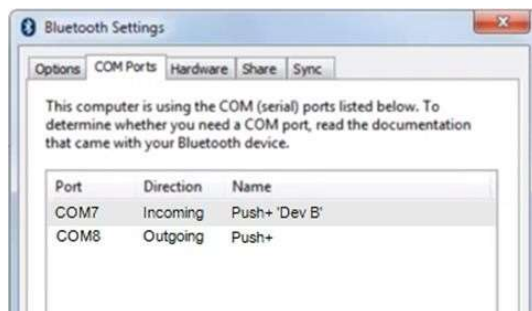 Bluetooth Settings
Options COM Ports Hardware Share Sync
This computer is using the COM (serial) ports listed below. To
determine whether you need a COM port, read the documentation
that came with your Bluetooth device.
Port Direction Name
COM7 Incoming Push+ 'Dev B'
COM8 Outgoing Push+